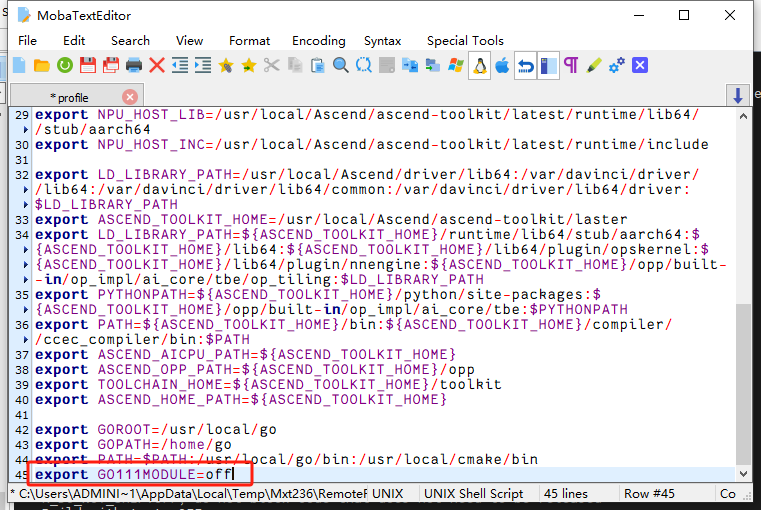 MobaTextEditor
File Edit Search View Format Encoding Syntax Special Tools
*profile
29 export NPU_HOST_LIB=/usr/local/Ascend/ascend-toolkit/latest/runtime/lib64/
/stub/aarch64
30 export NPU_HOST_INC=/usr/local/Ascend/ascend-toolkit/latest/runtime/include
31
32 export LD_LIBRARY_PATH=/usr/local/Ascend/driver/lib64:/var/davinci/driver/
/lib64:/var/davinci/driver/lib64/common:/var/davinci/driver/lib64/driver:
$LD_LIBRARY_PATH
33 export ASCEND_TOOLKIT_HOME=/usr/local/Ascend/ascend-toolkit/laster
34 export LD_LIBRARY_PATH=${ASCEND_TOOLKIT_HOME}/runtime/lib64/stub/aarch64:$
{ASCEND_TOOLKIT_HOME}/lib64:${ASCEND_TOOLKIT_HOME}/lib64/plugin/opskernel:$
{ASCEND_TOOLKIT_HOME}/lib64/plugin/nnengine:${ASCEND_TOOLKIT_HOME}/opp/built-
-in/op_impl/ai_core/tbe/op_tiling:$LD_LIBRARY_PATH
35 export PYTHONPATH=${ASCEND_TOOLKIT_HOME}/python/site-packages:$
{ASCEND_TOOLKIT_HOME}/opp/built-in/op_impl/ai_core/tbe:$PYTHONPATH
36 export PATH=${ASCEND_TOOLKIT_HOME}/bin:${ASCEND_TOOLKIT_HOME}/compiler/
/ccec_compiler/bin:$PATH
37 export ASCEND_AICPU_PATH=${ASCEND_TOOLKIT_HOME}
38 export ASCEND_OPP_PATH=${ASCEND_TOOLKIT_HOME}/opp
39 export TOOLCHAIN_HOME=${ASCEND_TOOLKIT_HOME}/toolkit
40 export ASCEND_HOME_PATH=${ASCEND_TOOLKIT_HOME}
41
42 export GOROOT=/usr/local/go
43 export GOPATH=/home/go
44 export PATH=$PATH:/usr/local/go/bin:/usr/local/cmake/bin
45 export GO111MODULE=off
* C:\Users\ADMINI~1\AppData\Local\Temp\Mxt236\RemoteF UNIX UNIX Shell Script 45 lines Row #45 Co